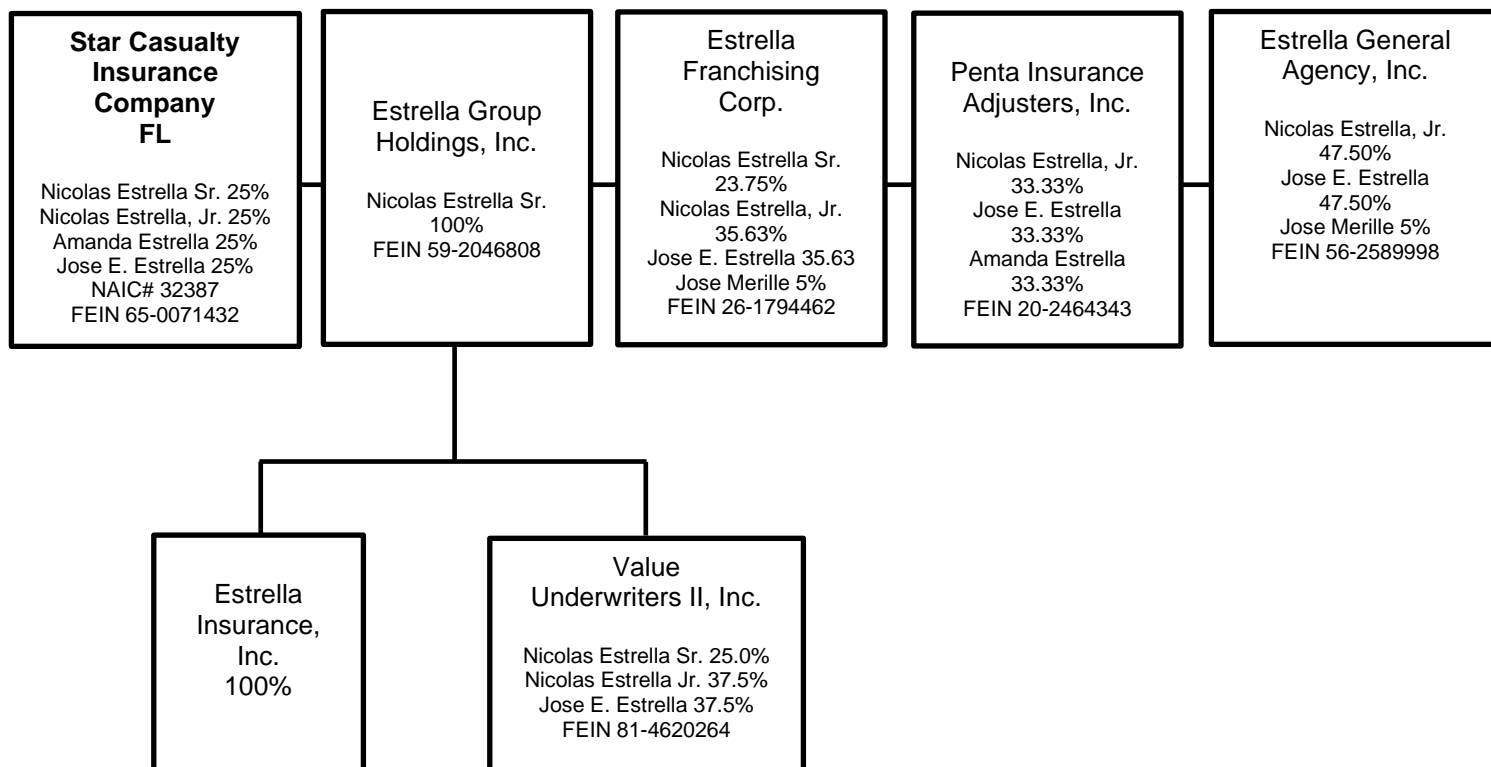 Star Casualty
Insurance
Company
FL
Nicolas Estrella Sr. 25%
Nicolas Estrella, Jr. 25%
Amanda Estrella 25%
Jose E. Estrella 25%
NAIC# 32387
FEIN 65-0071432
Estrella Group
Holdings, Inc.
Nicolas Estrella Sr.
100%
FEIN 59-2046808
Estrella
Franchising
Corp.
Nicolas Estrella Sr.
23.75%
Nicolas Estrella, Jr.
35.63%
Jose E. Estrella 35.63
Jose Merille 5%
FEIN 26-1794462
Penta Insurance
Adjusters, Inc.
Nicolas Estrella, Jr.
33.33%
Jose E. Estrella
33.33%
Amanda Estrella
33.33%
FEIN 20-2464343
Estrella General
Agency, Inc.
Nicolas Estrella, Jr.
47.50%
Jose E. Estrella
47.50%
Jose Merille 5%
FEIN 56-2589998
Estrella
Insurance,
Inc.
100%
Value
Underwriters II, Inc.
Nicolas Estrella Sr. 25.0%
Nicolas Estrella Jr. 37.5%
Jose E. Estrella 37.5%
FEIN 81-4620264